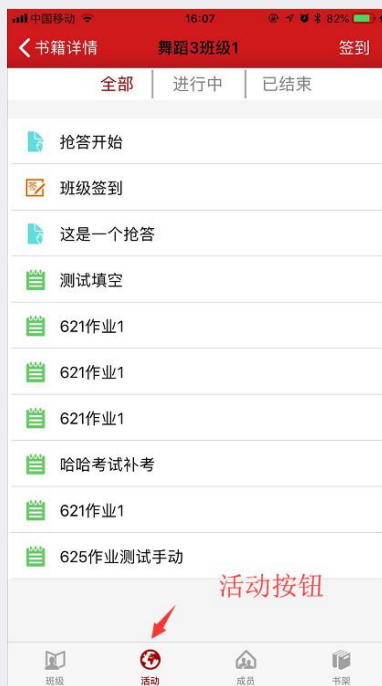 中国移动 16:07 82%
书籍详情 舞蹈3班级1 签到
全部 进行中 已结束
抢答开始
签 班级签到
这是一个抢答
测试填空
621作业1
621作业1
621作业1
哈哈考试补考
621作业1
625作业测试手动
活动按钮
班级 活动 成员 书架